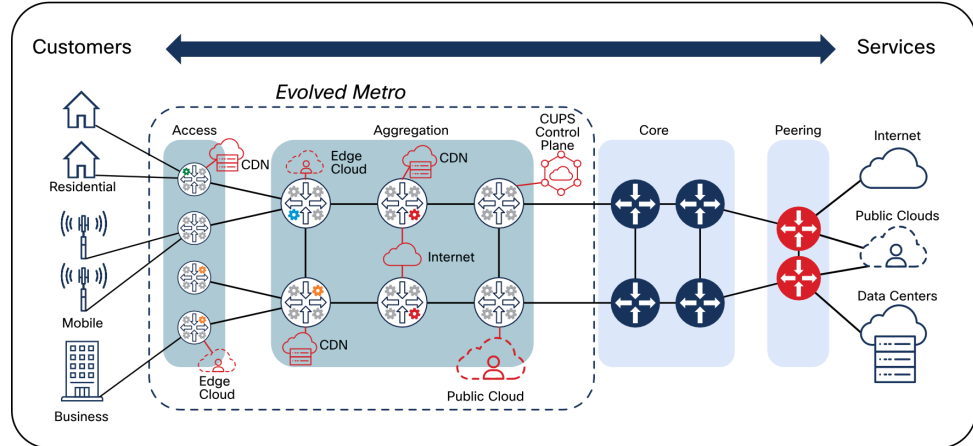 Customers
Services
Evolved Metro
Access
Aggregation
CUPS
Control
Plane
Core
Peering
Internet
CDN
Edge
Cloud
CDN
Residential
Public Clouds
Internet
Mobile
Data Centers
CDN
Edge
Cloud
Public Cloud
Business